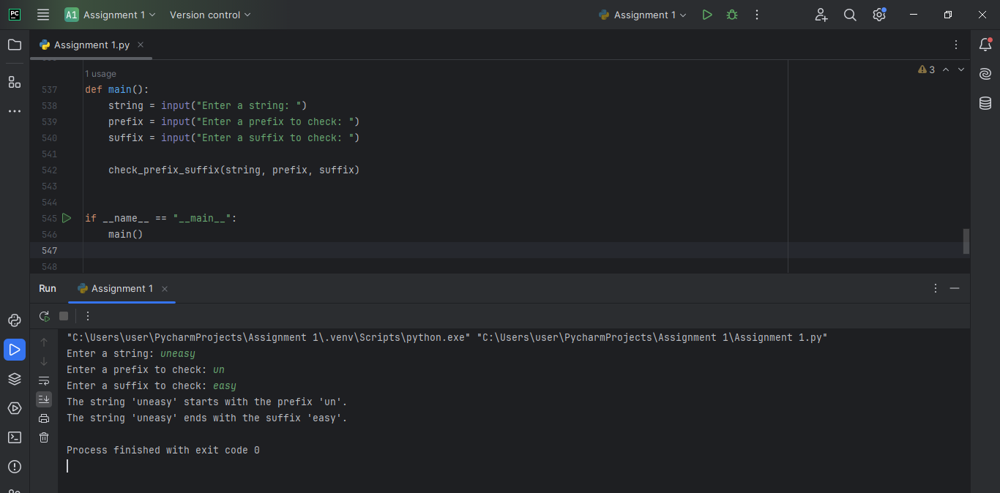 PC A1 Assignment 1 Version control Assignment 1
Assignment 1.py
1 usage
3
537 def main():
538 string = input("Enter a string: ")
539 prefix = input("Enter a prefix to check: ")
540 suffix = input("Enter a suffix to check: ")
541
542 check_prefix_suffix(string, prefix, suffix)
543
544
545 if __name__ == "__main__":
546 main()
547
548
Run Assignment 1
"C:\Users\user\PycharmProjects\Assignment 1\.venv\Scripts\python.exe" "C:\Users\user\PycharmProjects\Assignment 1\Assignment 1.py"
Enter a string: uneasy
Enter a prefix to check: un
Enter a suffix to check: easy
The string 'uneasy' starts with the prefix 'un'.
The string 'uneasy' ends with the suffix 'easy'.
Process finished with exit code 0